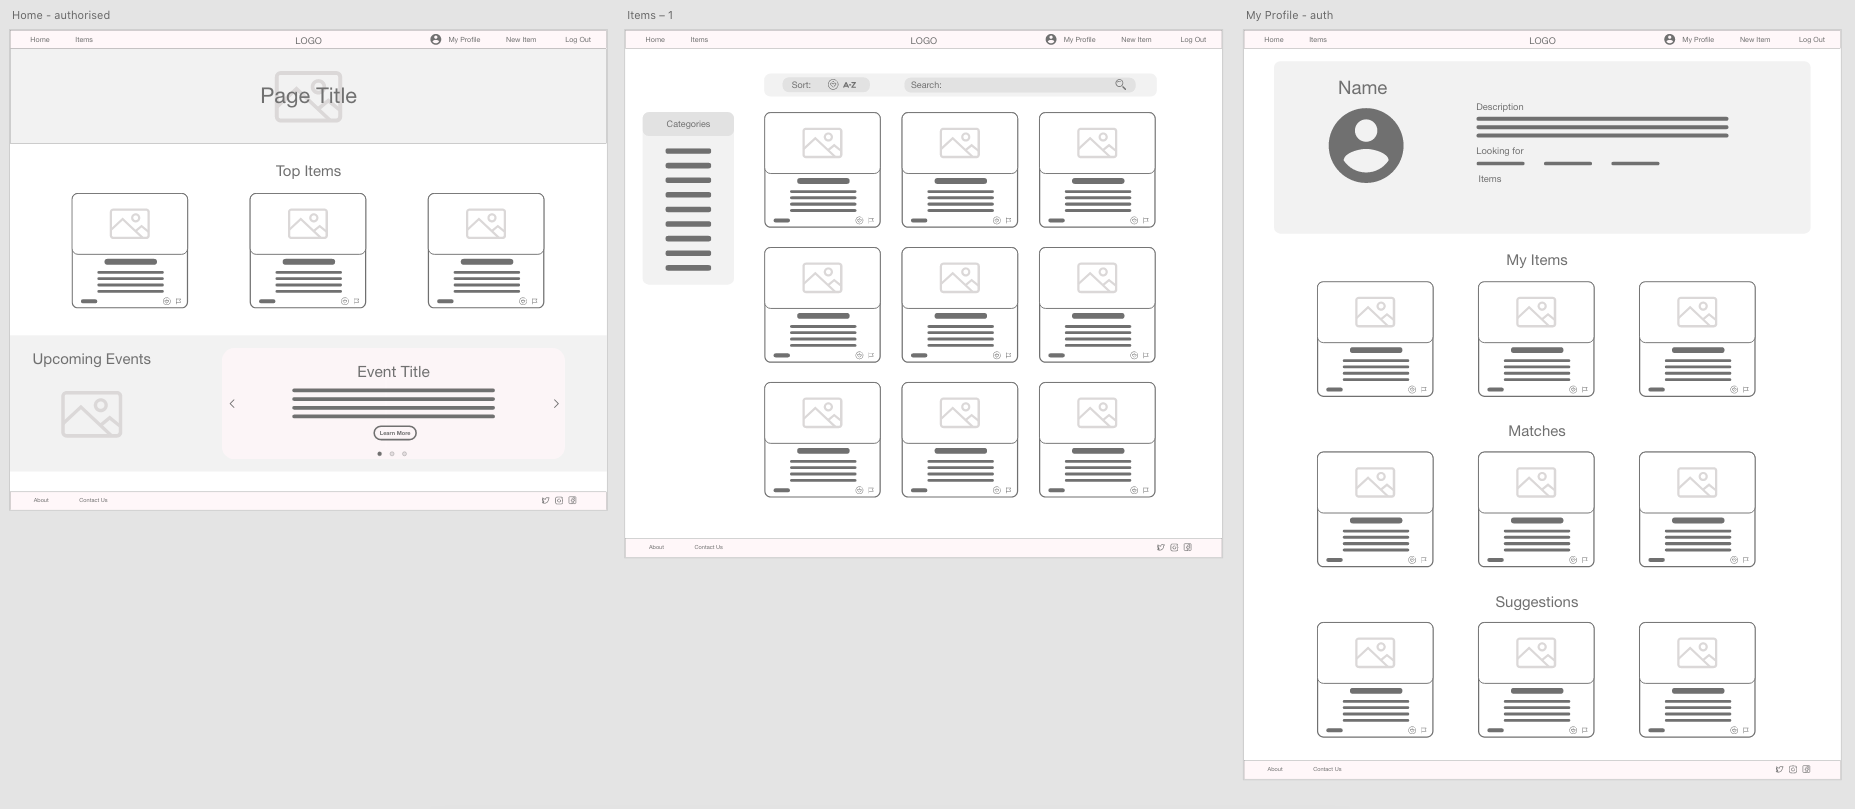 Home - authorised
Home Items LOGO My Profile New Item Log Out
Page Title
Top Items
Upcoming Events
Event Title
Learn More
About Contact Us
Items – 1
Home Items LOGO My Profile New Item Log Out
Sort: A-Z Search:
Categories
About Contact Us
My Profile - auth
Home Items LOGO My Profile New Item Log Out
Name
Description
Looking for
Items
My Items
Matches
Suggestions
About Contact Us